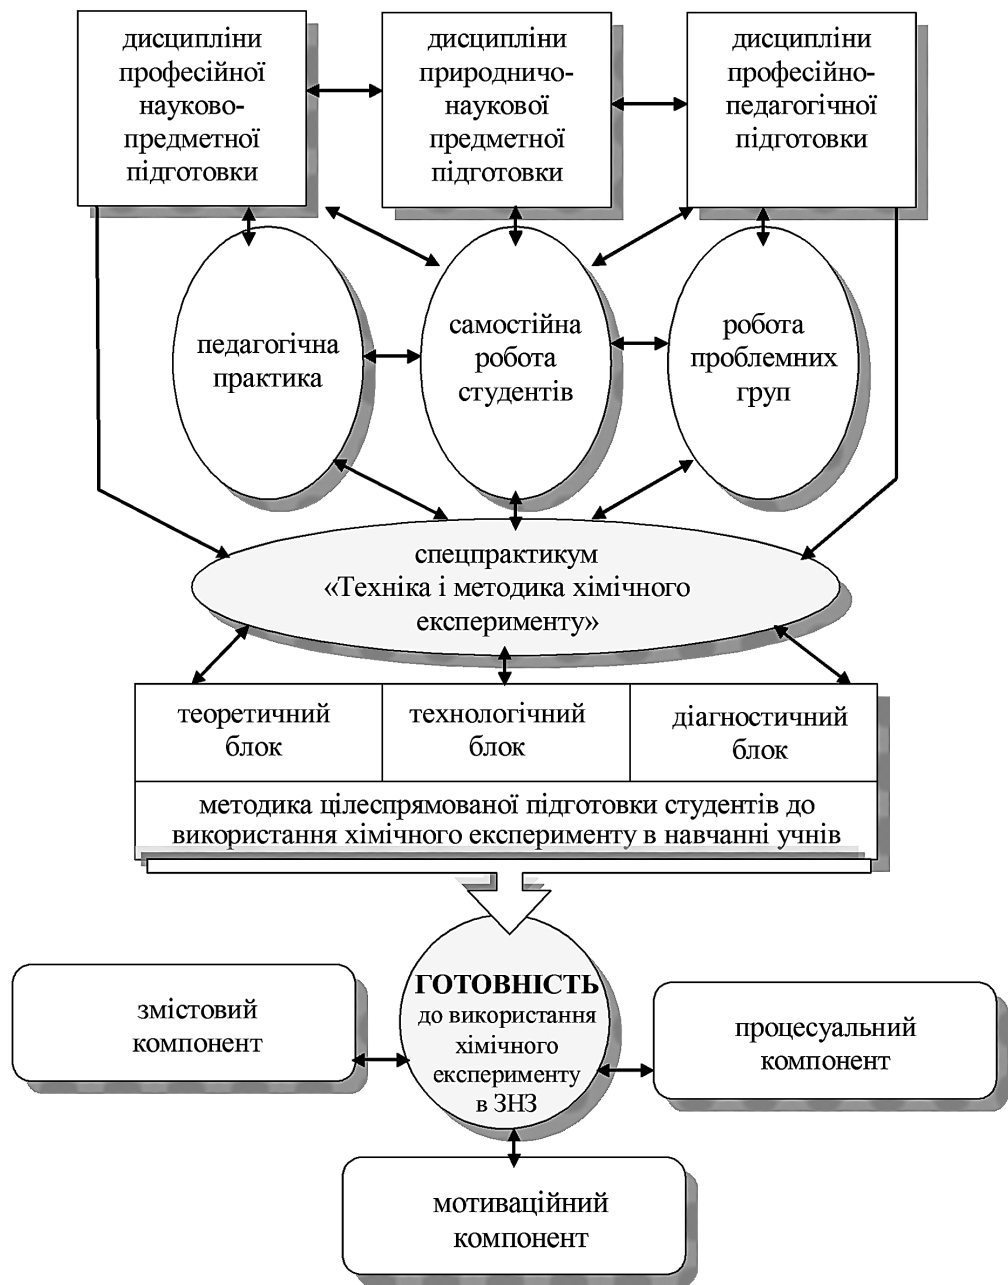 дисципліни
професійної
науково-
предметної
підготовки
дисципліни
природничо-
наукової
предметної
підготовки
дисципліни
професійно-
педагогічної
підготовки
педагогічна
практика
самостійна
робота
студентів
робота
проблемних
груп
спецпрактикум
«Техніка і методика хімічного
експерименту»
теоретичний
блок
технологічний
блок
діагностичний
блок
методика цілеспрямованої підготовки студентів до
використання хімічного експерименту в навчанні учнів
ГОТОВНІСТЬ
до використання
хімічного
експерименту
в ЗНЗ
змістовий
компонент
процесуальний
компонент
мотиваційний
компонент